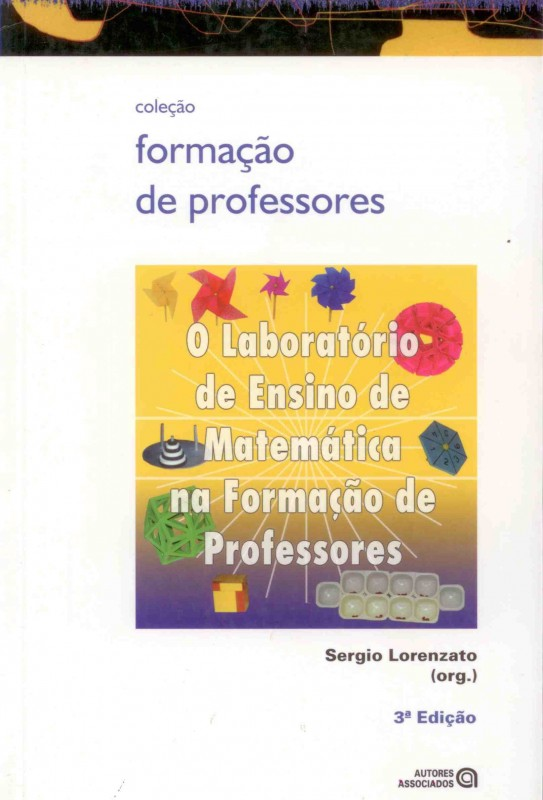 coleção
formação
de professores
O Laboratório
de Ensino de
Matemática
na Formação de
Professores
Sergio Lorenzato
(org.)
3ª Edição
AUTORES
ASSOCIADOS